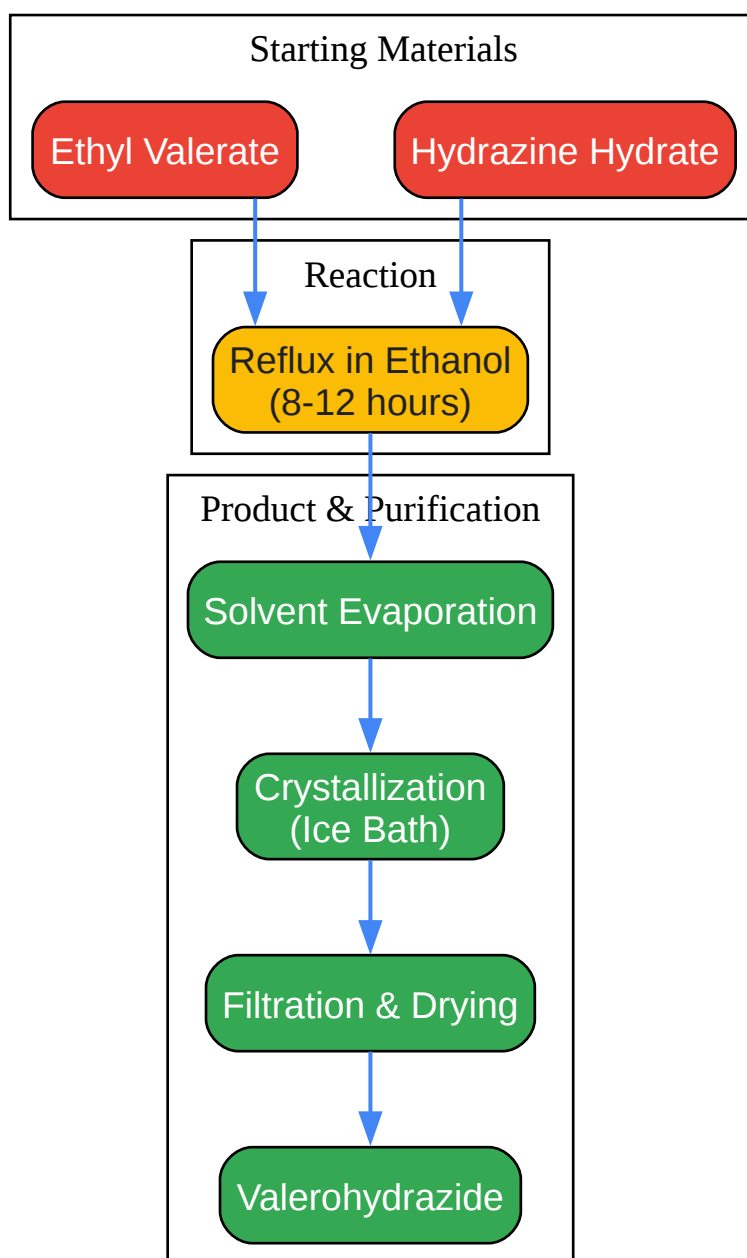 Starting Materials
Ethyl Valerate
Hydrazine Hydrate
Reaction
Reflux in Ethanol
(8-12 hours)
Product & Purification
Solvent Evaporation
Crystallization
(Ice Bath)
Filtration & Drying
Valerohydrazide